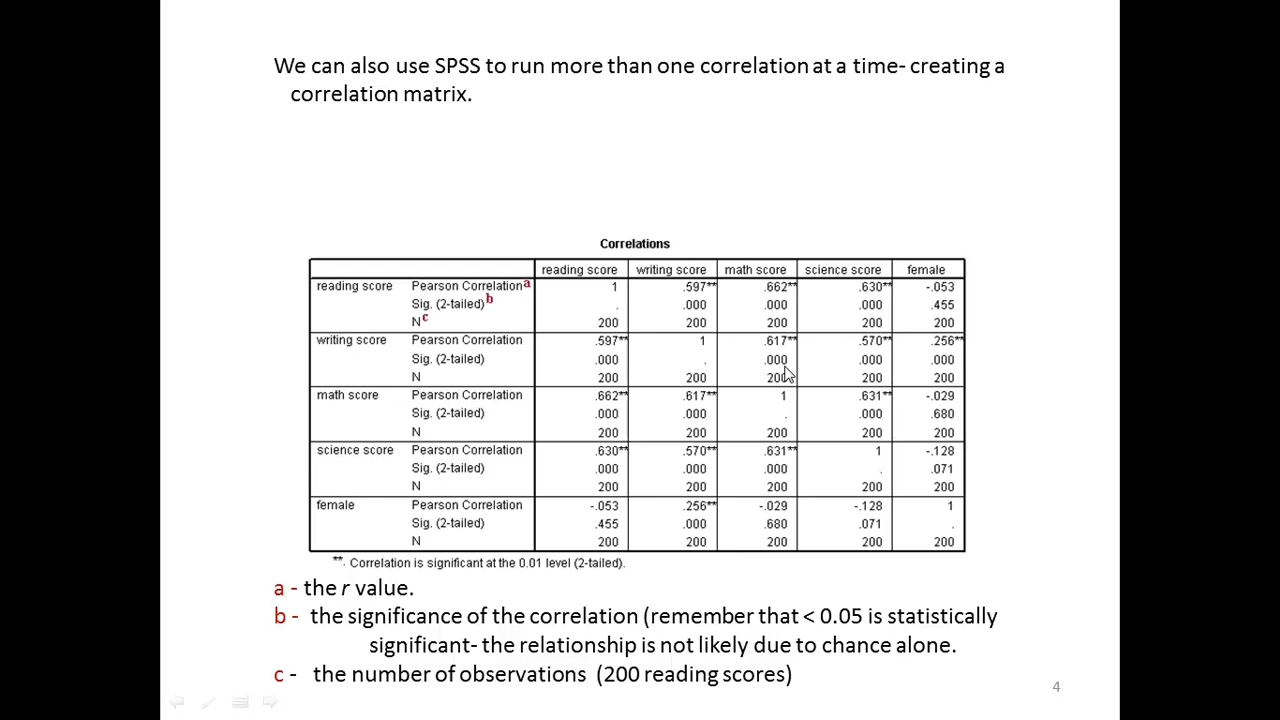 We can also use SPSS to run more than one correlation at a time- creating a
correlation matrix.
Correlations
reading score writing score math score science score female
reading score Pearson Correlation a 1 .597** .662** .630** -.053
Sig. (2-tailed) b . .000 .000 .000 .455
N c 200 200 200 200 200
writing score Pearson Correlation .597** 1 .617** .570** .256**
Sig. (2-tailed) .000 . .000 .000 .000
N 200 200 200 200 200
math score Pearson Correlation .662** .617** 1 .631** -.029
Sig. (2-tailed) .000 .000 . .000 .680
N 200 200 200 200 200
science score Pearson Correlation .630** .570** .631** 1 -.128
Sig. (2-tailed) .000 .000 .000 . .071
N 200 200 200 200 200
female Pearson Correlation -.053 .256** -.029 -.128 1
Sig. (2-tailed) .455 .000 .680 .071 .
N 200 200 200 200 200
**. Correlation is significant at the 0.01 level (2-tailed).
a - the r value.
b - the significance of the correlation (remember that < 0.05 is statistically
significant- the relationship is not likely due to chance alone.
c - the number of observations (200 reading scores)
4